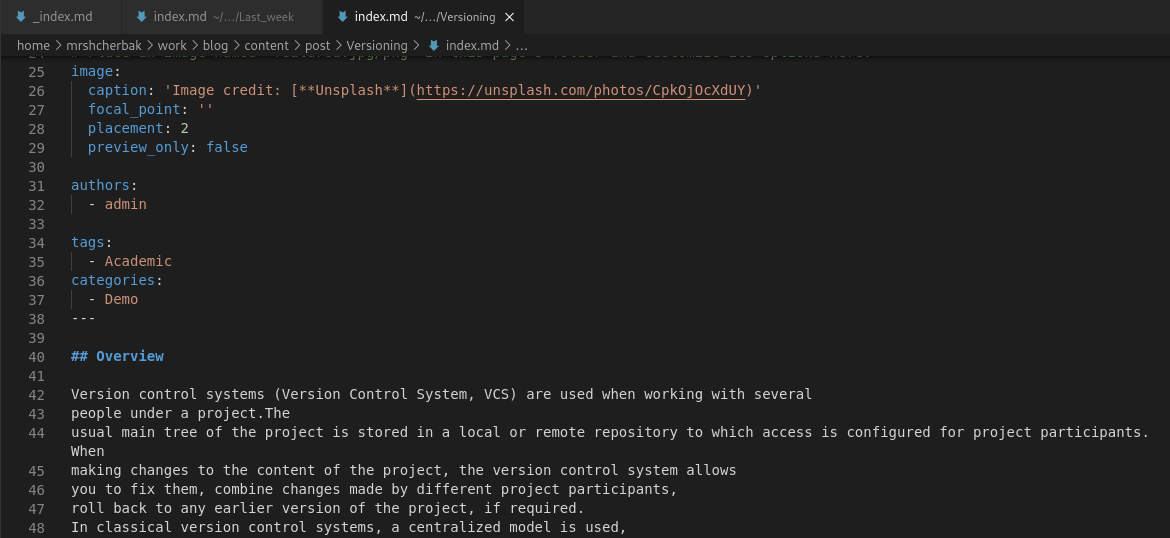 _index.md index.md ~/.../Last_week index.md ~/.../Versioning ×
home > mrshcherbak > work > blog > content > post > Versioning > index.md > ...
25 image:
26 caption: 'Image credit: [**Unsplash**](https://unsplash.com/photos/CpkOjOcXdUY)'
27 focal_point: ''
28 placement: 2
29 preview_only: false
30
31 authors:
32 - admin
33
34 tags:
35 - Academic
36 categories:
37 - Demo
38 ---
39
40 ## Overview
41
42 Version control systems (Version Control System, VCS) are used when working with several
43 people under a project.The
44 usual main tree of the project is stored in a local or remote repository to which access is configured for project participants.
When
45 making changes to the content of the project, the version control system allows
46 you to fix them, combine changes made by different project participants,
47 roll back to any earlier version of the project, if required.
48 In classical version control systems, a centralized model is used,